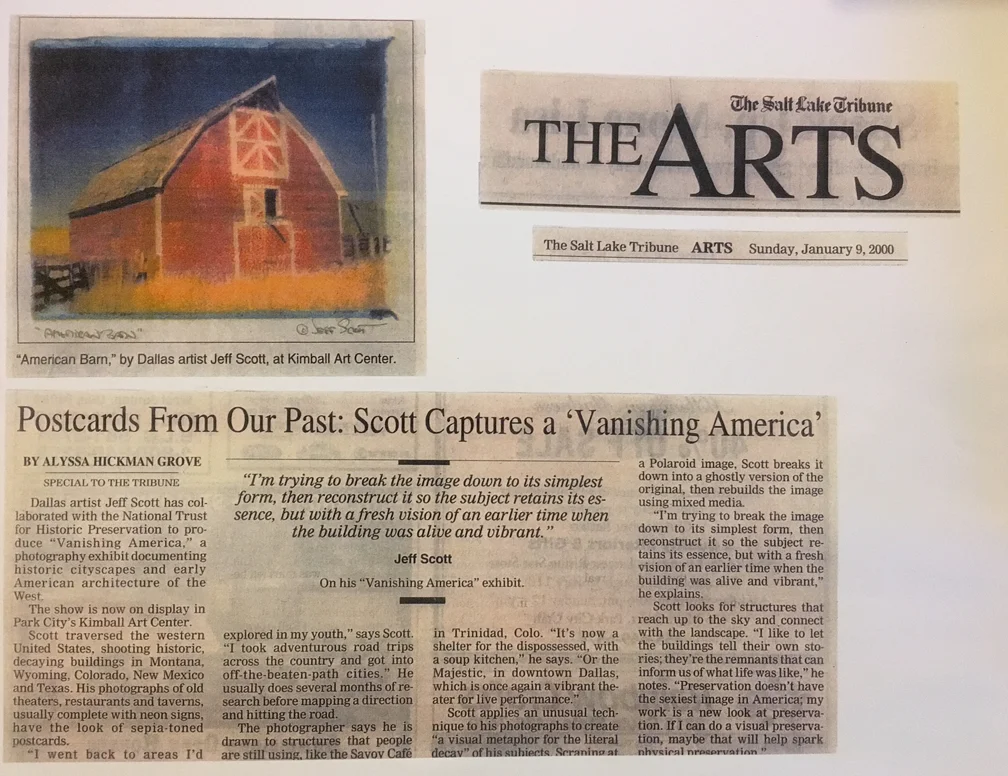 "AMERICAN BARN"
© Jeff Scott
"American Barn," by Dallas artist Jeff Scott, at Kimball Art Center.
The Salt Lake Tribune
THE ARTS
The Salt Lake Tribune ARTS Sunday, January 9, 2000
Postcards From Our Past: Scott Captures a 'Vanishing America'
BY ALYSSA HICKMAN GROVE
SPECIAL TO THE TRIBUNE
Dallas artist Jeff Scott has col-
laborated with the National Trust
for Historic Preservation to pro-
duce "Vanishing America," a
photography exhibit documenting
historic cityscapes and early
American architecture of the
West.
The show is now on display in
Park City's Kimball Art Center.
Scott traversed the western
United States, shooting historic,
decaying buildings in Montana,
Wyoming, Colorado, New Mexico
and Texas. His photographs of old
theaters, restaurants and taverns,
usually complete with neon signs,
have the look of sepia-toned
postcards.
"I went back to areas I'd
"I'm trying to break the image down to its simplest
form, then reconstruct it so the subject retains its es-
sence, but with a fresh vision of an earlier time when
the building was alive and vibrant."
Jeff Scott
On his "Vanishing America" exhibit.
explored in my youth," says Scott.
"I took adventurous road trips
across the country and got into
off-the-beaten-path cities." He
usually does several months of re-
search before mapping a direction
and hitting the road.
The photographer says he is
drawn to structures that people
are still using, like the Savoy Café
in Trinidad, Colo. "It's now a
shelter for the dispossessed, with
a soup kitchen," he says. "Or the
Majestic, in downtown Dallas,
which is once again a vibrant the-
ater for live performance."
Scott applies an unusual tech-
nique to his photographs to create
"a visual metaphor for the literal
decay" of his subjects. Scraping at
a Polaroid image, Scott breaks it
down into a ghostly version of the
original, then rebuilds the image
using mixed media.
"I'm trying to break the image
down to its simplest form, then
reconstruct it so the subject re-
tains its essence, but with a fresh
vision of an earlier time when the
building was alive and vibrant,"
he explains.
Scott looks for structures that
reach up to the sky and connect
with the landscape. "I like to let
the buildings tell their own sto-
ries; they're the remnants that can
inform us of what life was like," he
notes. "Preservation doesn't have
the sexiest image in America; my
work is a new look at preserva-
tion. If I can do a visual preserva-
tion, maybe that will help spark
physical preservation."